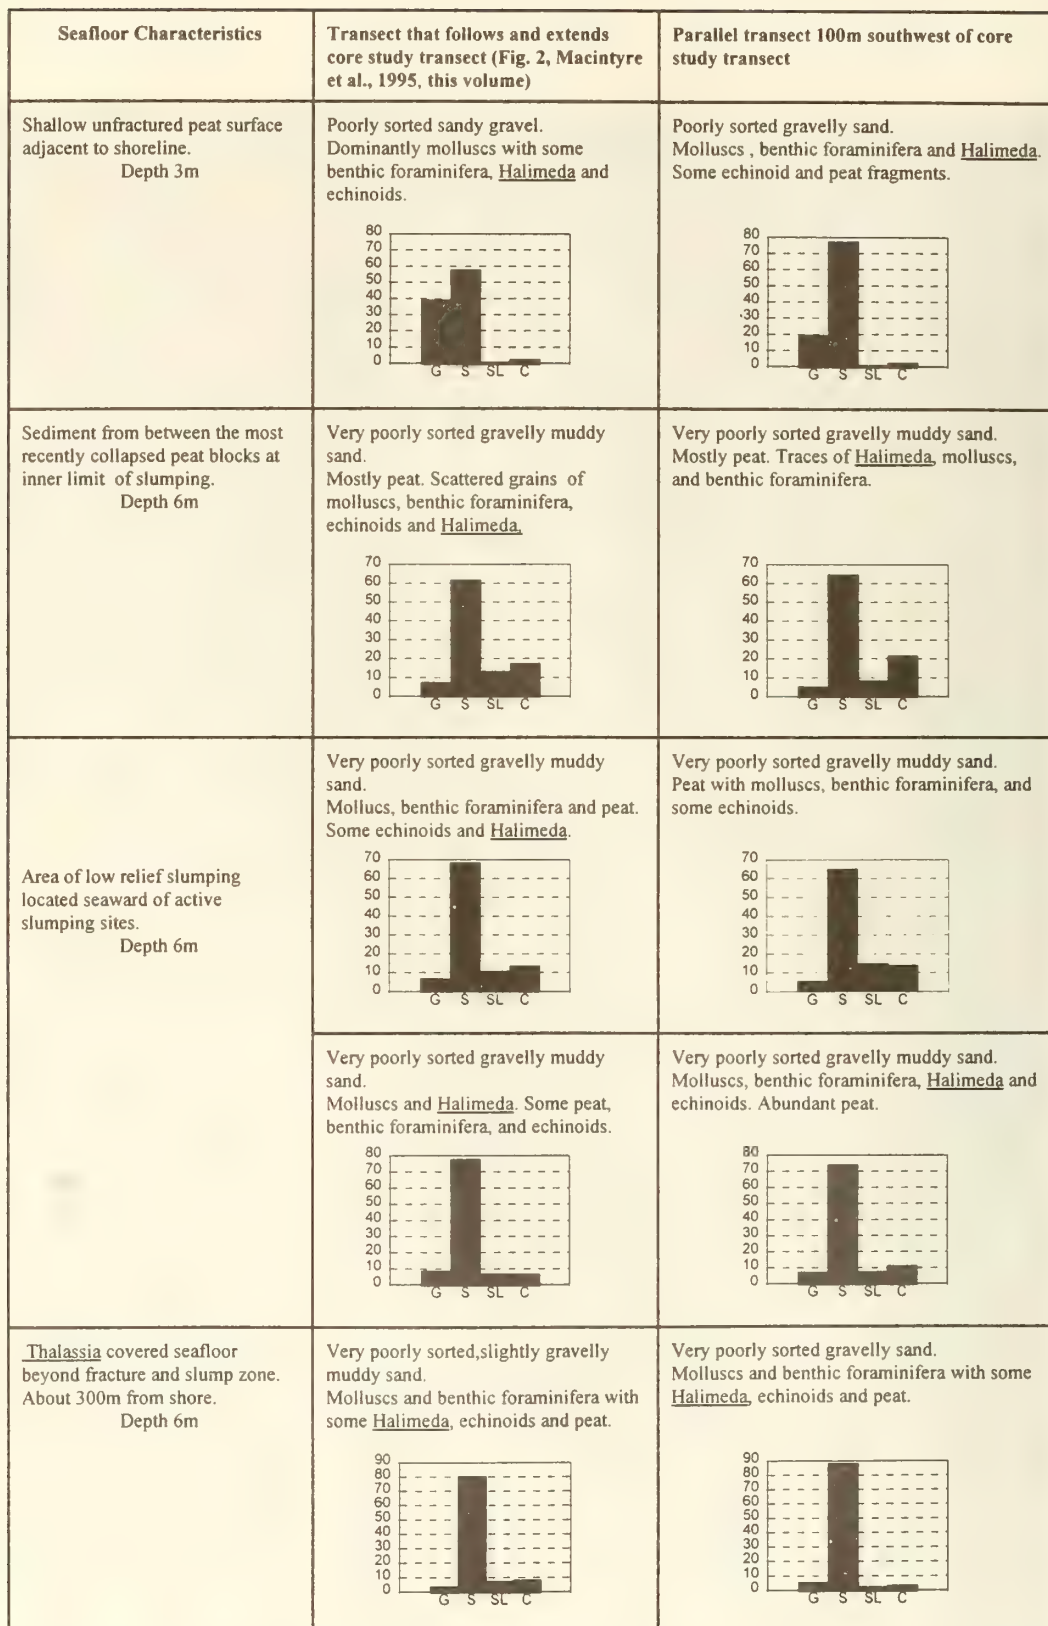 Seafloor Characteristics
Transect that follows and extends
core study transect (Fig. 2, Macintyre
et al., 1995, this volume)
Parallel transect 100m southwest of core
study transect
Shallow unfractured peat surface
adjacent to shoreline.
Depth 3m
Poorly sorted sandy gravel.
Dominantly molluscs with some
benthic foraminifera, Halimeda and
echinoids.
80
70
60
50
40
30
20
10
0
G S SL C
Poorly sorted gravelly sand.
Molluscs , benthic foraminifera and Halimeda.
Some echinoid and peat fragments.
80
70
60
50
40
30
20
10
0
G S SL C
Sediment from between the most
recently collapsed peat blocks at
inner limit of slumping.
Depth 6m
Very poorly sorted gravelly muddy
sand.
Mostly peat. Scattered grains of
molluscs, benthic foraminifera,
echinoids and Halimeda.
70
60
50
40
30
20
10
0
G S SL C
Very poorly sorted gravelly muddy sand.
Mostly peat. Traces of Halimeda, molluscs,
and benthic foraminifera.
70
60
50
40
30
20
10
0
G S SL C
Area of low relief slumping
located seaward of active
slumping sites.
Depth 6m
Very poorly sorted gravelly muddy
sand.
Mollucs, benthic foraminifera and peat.
Some echinoids and Halimeda.
70
60
50
40
30
20
10
0
G S SL C
Very poorly sorted gravelly muddy sand.
Peat with molluscs, benthic foraminifera, and
some echinoids.
70
60
50
40
30
20
10
0
G S SL C
Very poorly sorted gravelly muddy
sand.
Molluscs and Halimeda. Some peat,
benthic foraminifera, and echinoids.
80
70
60
50
40
30
20
10
0
G S SL C
Very poorly sorted gravelly muddy sand.
Molluscs, benthic foraminifera, Halimeda and
echinoids. Abundant peat.
80
70
60
50
40
30
20
10
0
G S SL C
Thalassia covered seafloor
beyond fracture and slump zone.
About 300m from shore.
Depth 6m
Very poorly sorted,slightly gravelly
muddy sand.
Molluscs and benthic foraminifera with
some Halimeda, echinoids and peat.
90
80
70
60
50
40
30
20
10
0
G S SL C
Very poorly sorted gravelly sand.
Molluscs and benthic foraminifera with some
Halimeda, echinoids and peat.
90
80
70
60
50
40
30
20
10
0
G S SL C